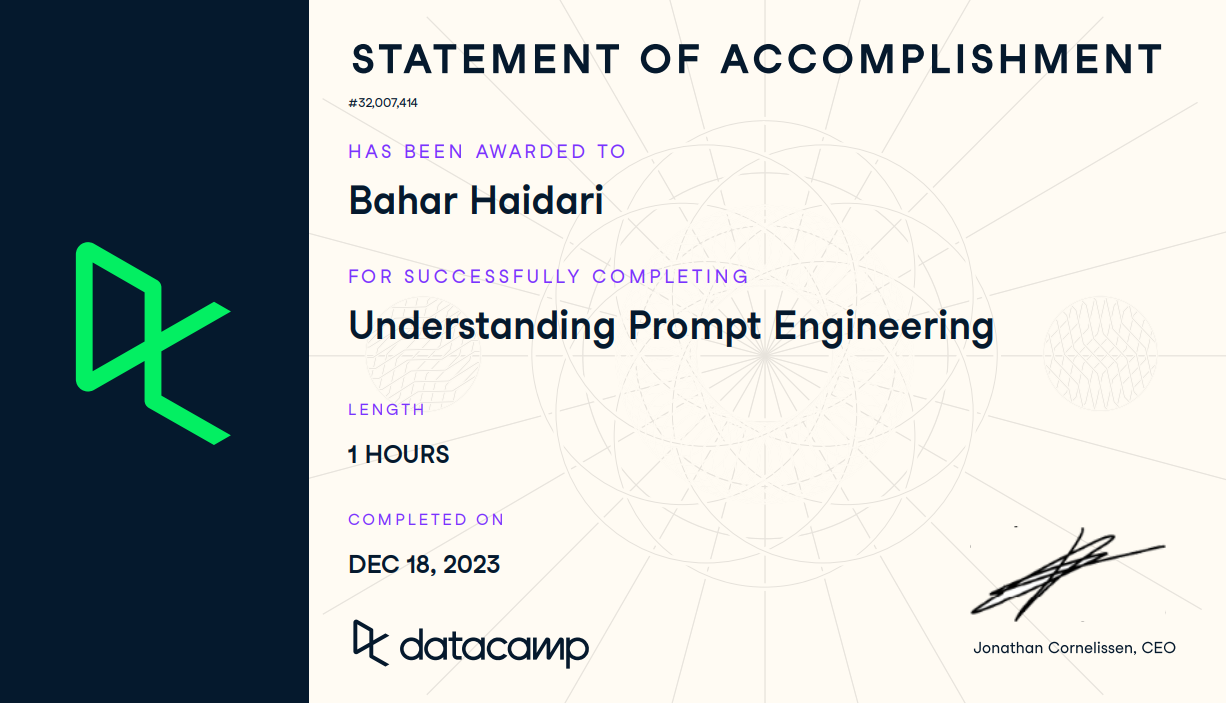 STATEMENT OF ACCOMPLISHMENT
#32,007,414
HAS BEEN AWARDED TO
Bahar Haidari
FOR SUCCESSFULLY COMPLETING
Understanding Prompt Engineering
LENGTH
1 HOURS
COMPLETED ON
DEC 18, 2023
datacamp
Jonathan Cornelissen, CEO